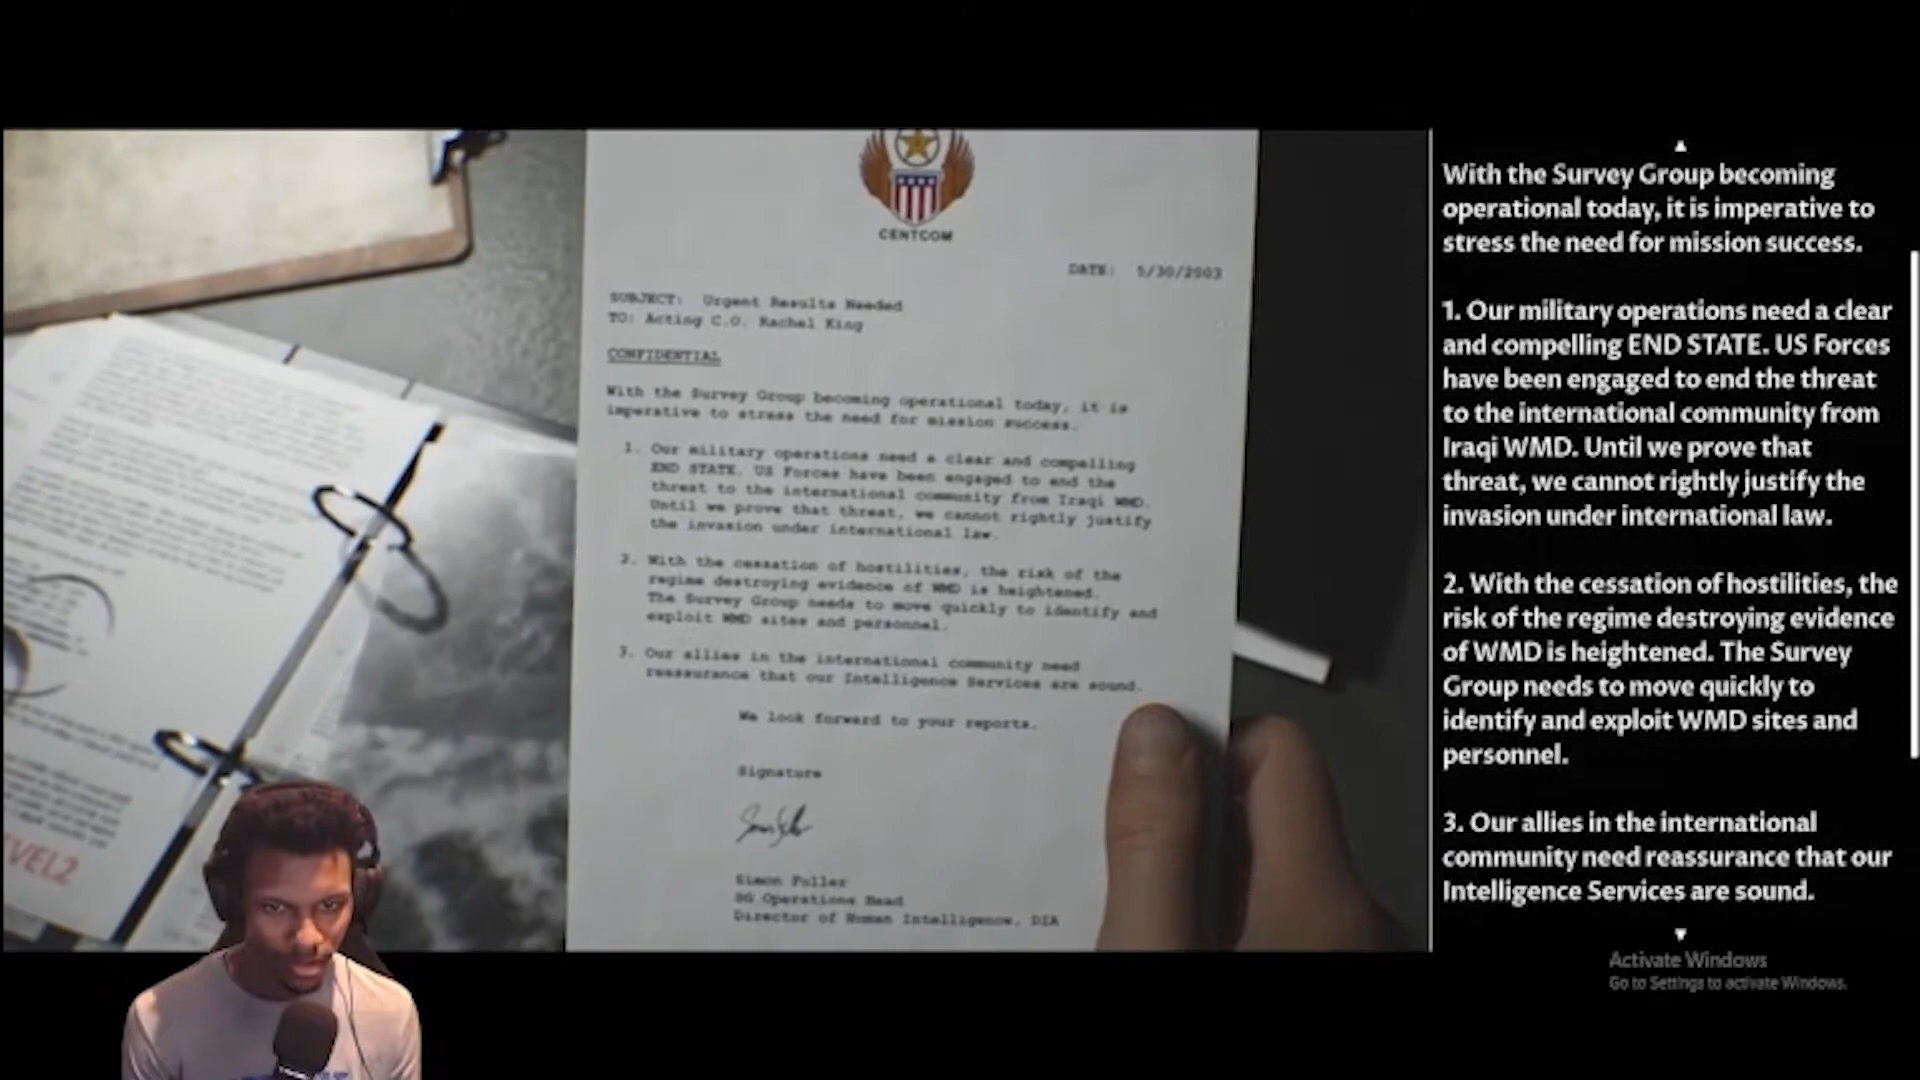 CENTCOM
DATE: 5/30/2003
SUBJECT: Urgent Results Needed
TO: Acting C.O. Rachel King
CONFIDENTIAL
With the Survey Group becoming operational today, it is
imperative to stress the need for mission success.
1. Our military operations need a clear and compelling
END STATE. US Forces have been engaged to end the
threat to the international community from Iraqi WMD.
Until we prove that threat, we cannot rightly justify
the invasion under international law.
2. With the cessation of hostilities, the risk of the
regime destroying evidence of WMD is heightened.
The Survey Group needs to move quickly to identify and
exploit WMD sites and personnel.
3. Our allies in the international community need
reassurance that our Intelligence Services are sound.
We look forward to your reports.
Signature
Simon Fuller
SG Operations Head
Director of Human Intelligence, DIA
VEL2
With the Survey Group becoming
operational today, it is imperative to
stress the need for mission success.
1. Our military operations need a clear
and compelling END STATE. US Forces
have been engaged to end the threat
to the international community from
Iraqi WMD. Until we prove that
threat, we cannot rightly justify the
invasion under international law.
2. With the cessation of hostilities, the
risk of the regime destroying evidence
of WMD is heightened. The Survey
Group needs to move quickly to
identify and exploit WMD sites and
personnel.
3. Our allies in the international
community need reassurance that our
Intelligence Services are sound.
Activate Windows
Go to Settings to activate Windows.